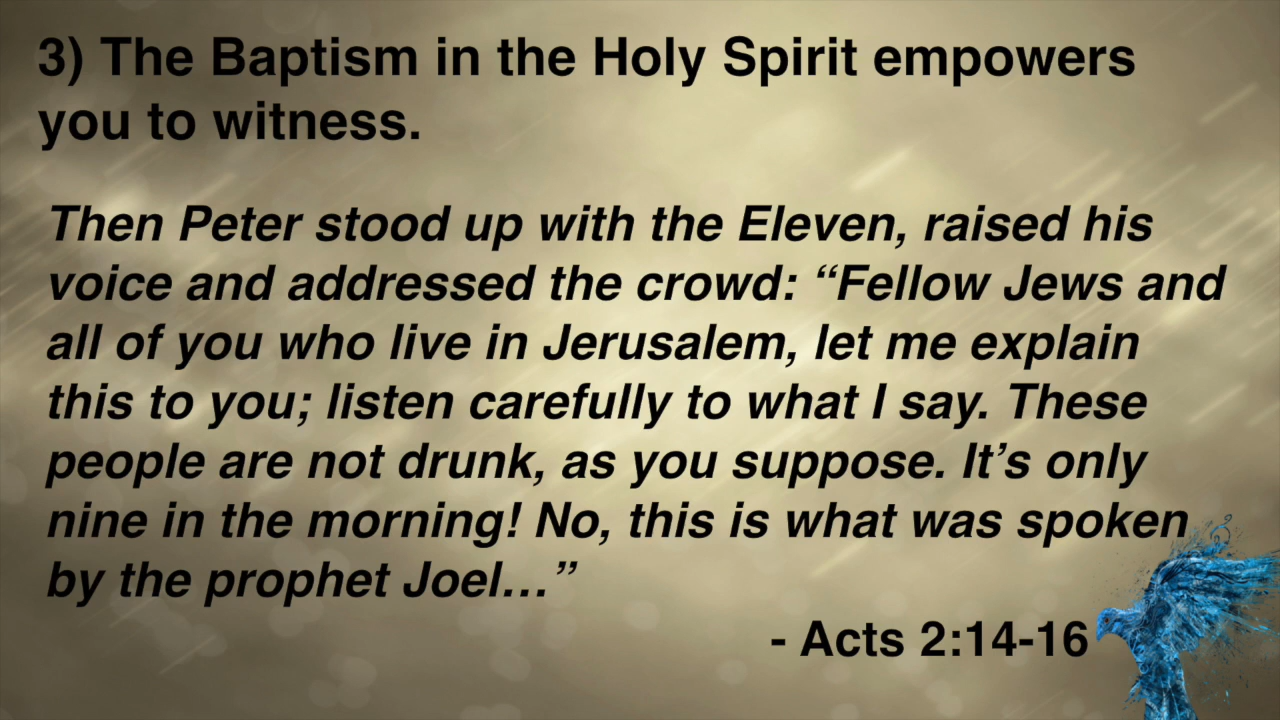 3) The Baptism in the Holy Spirit empowers
you to witness.
Then Peter stood up with the Eleven, raised his
voice and addressed the crowd: “Fellow Jews and
all of you who live in Jerusalem, let me explain
this to you; listen carefully to what I say. These
people are not drunk, as you suppose. It’s only
nine in the morning! No, this is what was spoken
by the prophet Joel…”
- Acts 2:14-16